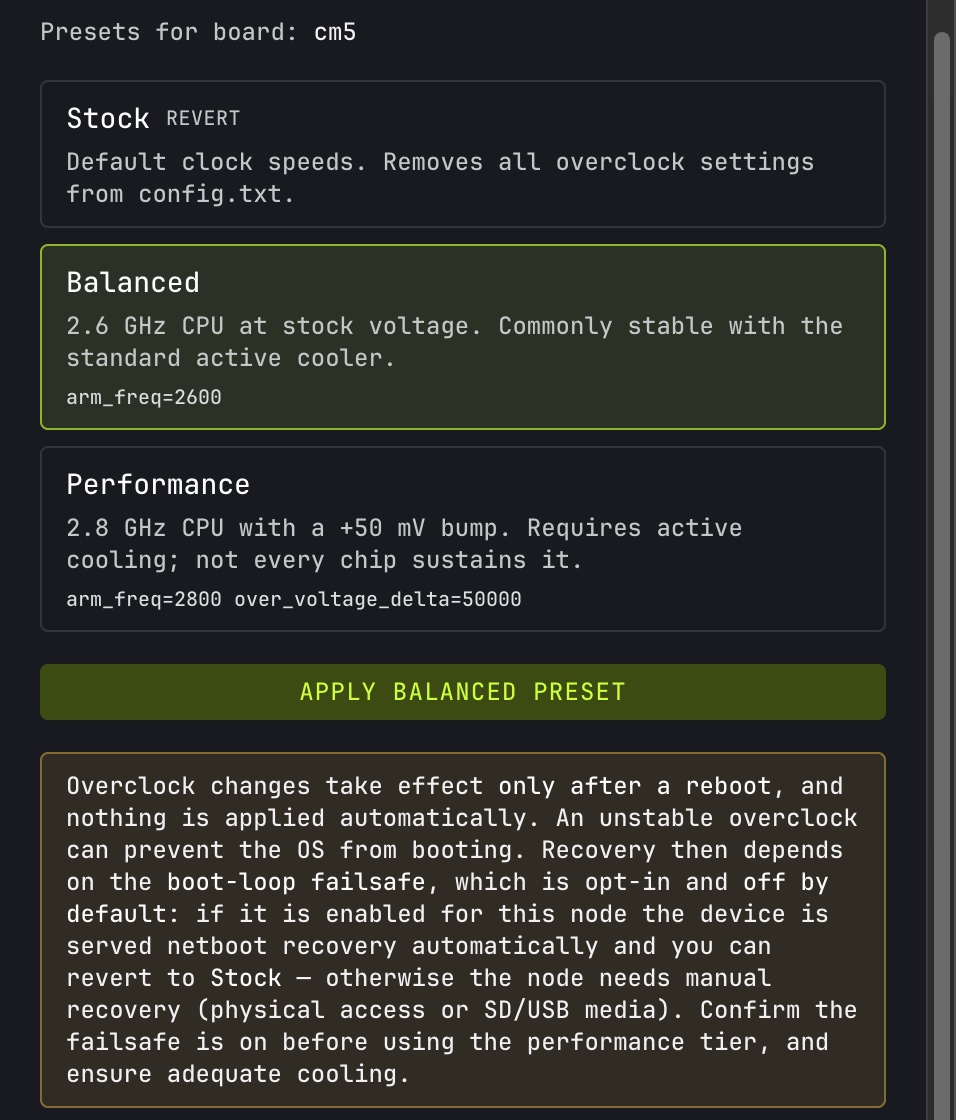 Presets for board: cm5
Stock REVERT
Default clock speeds. Removes all overclock settings
from config.txt.
Balanced
2.6 GHz CPU at stock voltage. Commonly stable with the
standard active cooler.
arm_freq=2600
Performance
2.8 GHz CPU with a +50 mV bump. Requires active
cooling; not every chip sustains it.
arm_freq=2800 over_voltage_delta=50000
APPLY BALANCED PRESET
Overclock changes take effect only after a reboot, and
nothing is applied automatically. An unstable overclock
can prevent the OS from booting. Recovery then depends
on the boot-loop failsafe, which is opt-in and off by
default: if it is enabled for this node the device is
served netboot recovery automatically and you can
revert to Stock — otherwise the node needs manual
recovery (physical access or SD/USB media). Confirm the
failsafe is on before using the performance tier, and
ensure adequate cooling.